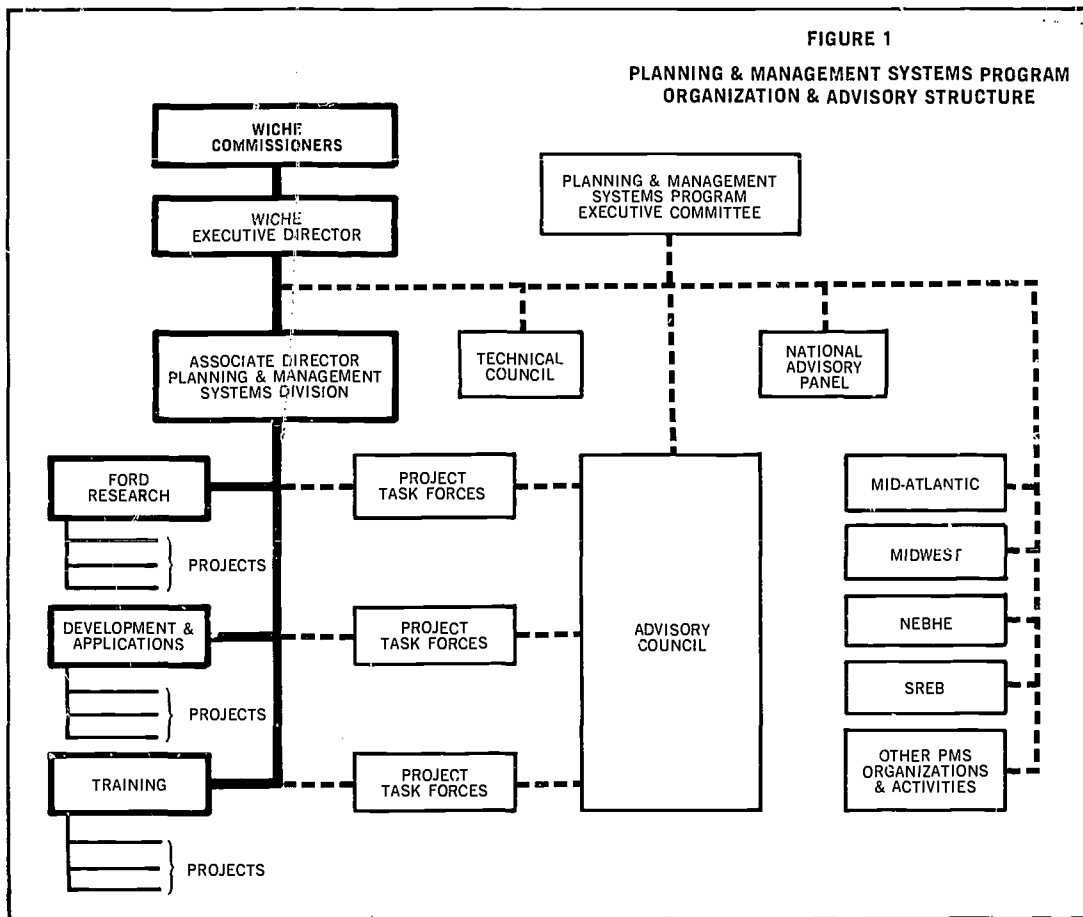 FIGURE 1
PLANNING & MANAGEMENT SYSTEMS PROGRAM
ORGANIZATION & ADVISORY STRUCTURE
WICHE
COMMISSIONERS
WICHE
EXECUTIVE DIRECTOR
PLANNING & MANAGEMENT
SYSTEMS PROGRAM
EXECUTIVE COMMITTEE
ASSOCIATE DIRECTOR
PLANNING & MANAGEMENT
SYSTEMS DIVISION
TECHNICAL
COUNCIL
NATIONAL
ADVISORY
PANEL
FORD
RESEARCH
PROJECTS
DEVELOPMENT &
APPLICATIONS
PROJECTS
TRAINING
PROJECTS
PROJECT
TASK FORCES
PROJECT
TASK FORCES
PROJECT
TASK FORCES
ADVISORY
COUNCIL
MID-ATLANTIC
MIDWEST
NEBHE
SREB
OTHER PMS
ORGANIZATIONS
& ACTIVITIES